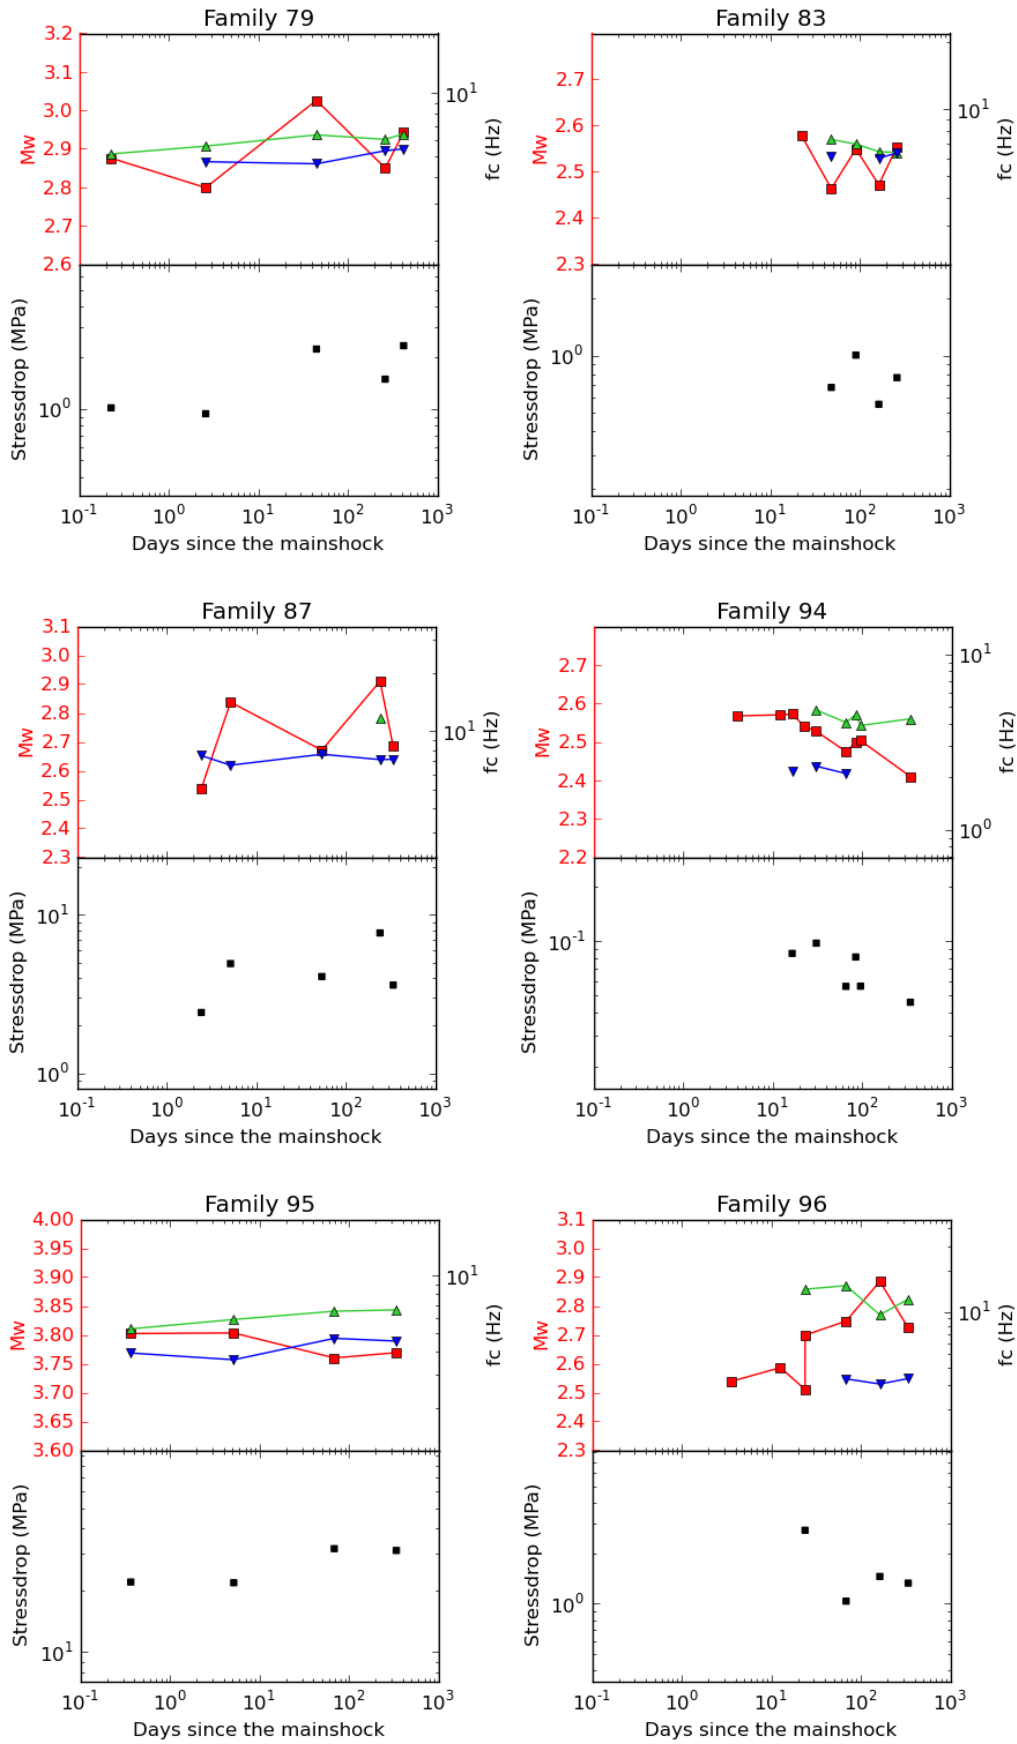 Family 79
3.2
3.1
3.0
2.9
2.8
2.7
2.6
Mw
10^1
fc (Hz)
Stressdrop (MPa)
10^0
10^-1 10^0 10^1 10^2 10^3
Days since the mainshock
Family 83
2.7
2.6
2.5
2.4
2.3
Mw
10^1
fc (Hz)
Stressdrop (MPa)
10^0
10^-1 10^0 10^1 10^2 10^3
Days since the mainshock
Family 87
3.1
3.0
2.9
2.8
2.7
2.6
2.5
2.4
2.3
Mw
10^1
fc (Hz)
Stressdrop (MPa)
10^1
10^0
10^-1 10^0 10^1 10^2 10^3
Days since the mainshock
Family 94
2.7
2.6
2.5
2.4
2.3
2.2
Mw
10^1
10^0
fc (Hz)
Stressdrop (MPa)
10^-1
10^-1 10^0 10^1 10^2 10^3
Days since the mainshock
Family 95
4.00
3.95
3.90
3.85
3.80
3.75
3.70
3.65
3.60
Mw
10^1
fc (Hz)
Stressdrop (MPa)
10^1
10^-1 10^0 10^1 10^2 10^3
Days since the mainshock
Family 96
3.1
3.0
2.9
2.8
2.7
2.6
2.5
2.4
2.3
Mw
10^1
fc (Hz)
Stressdrop (MPa)
10^0
10^-1 10^0 10^1 10^2 10^3
Days since the mainshock